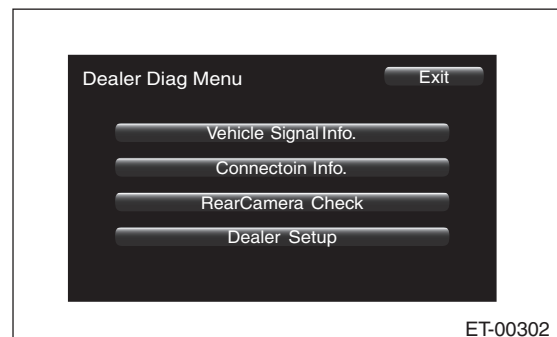 Dealer Diag Menu Exit
Vehicle Signal Info.
Connectoin Info.
RearCamera Check
Dealer Setup
ET-00302